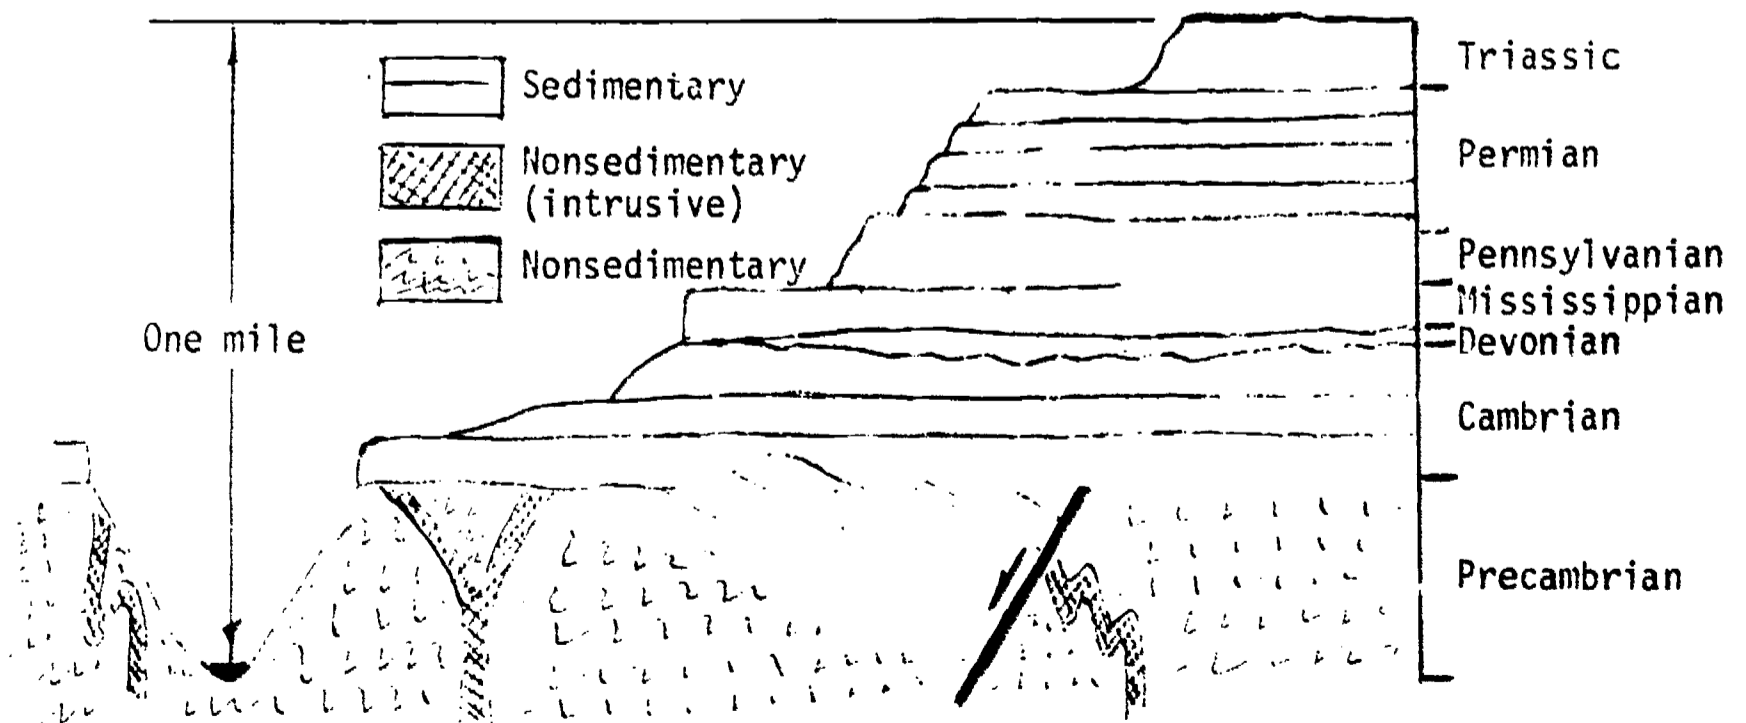 Sedimentary
Nonsedimentary
(intrusive)
Nonsedimentary
One mile
Triassic
Permian
Pennsylvanian
Mississippian
Devonian
Cambrian
Precambrian